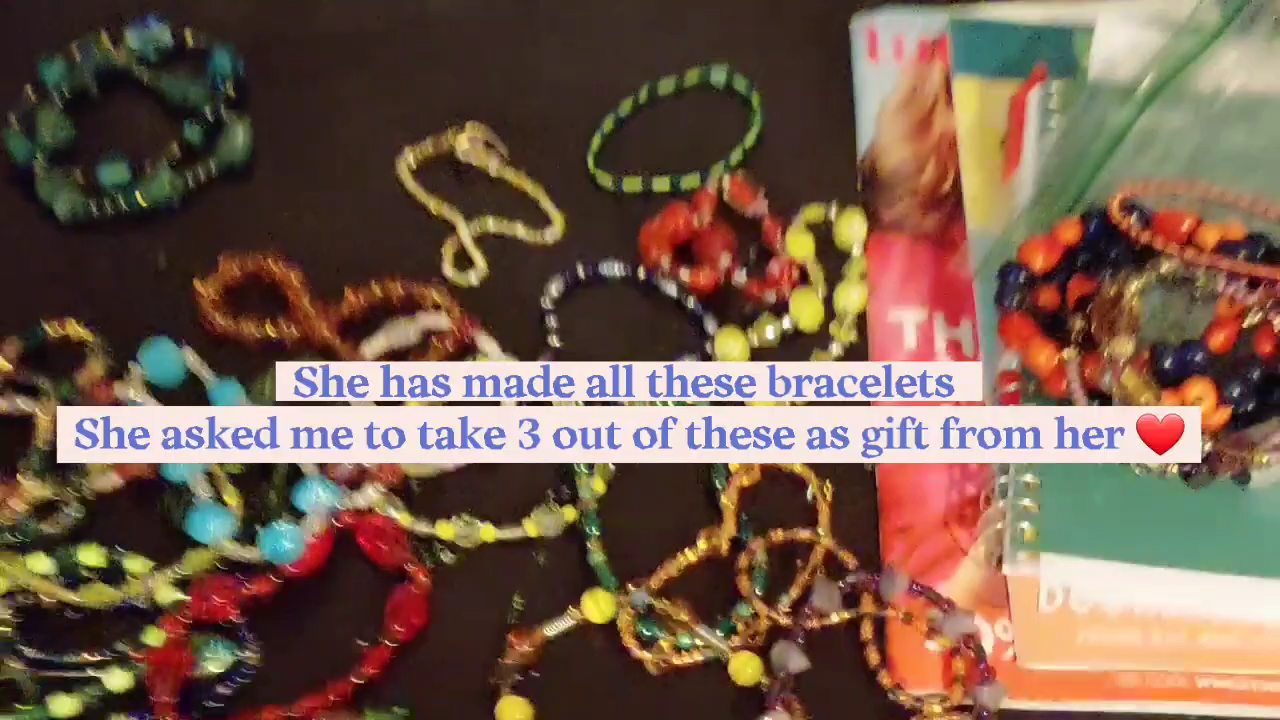 She has made all these bracelets
She asked me to take 3 out of these as gift from her ❤️
TH